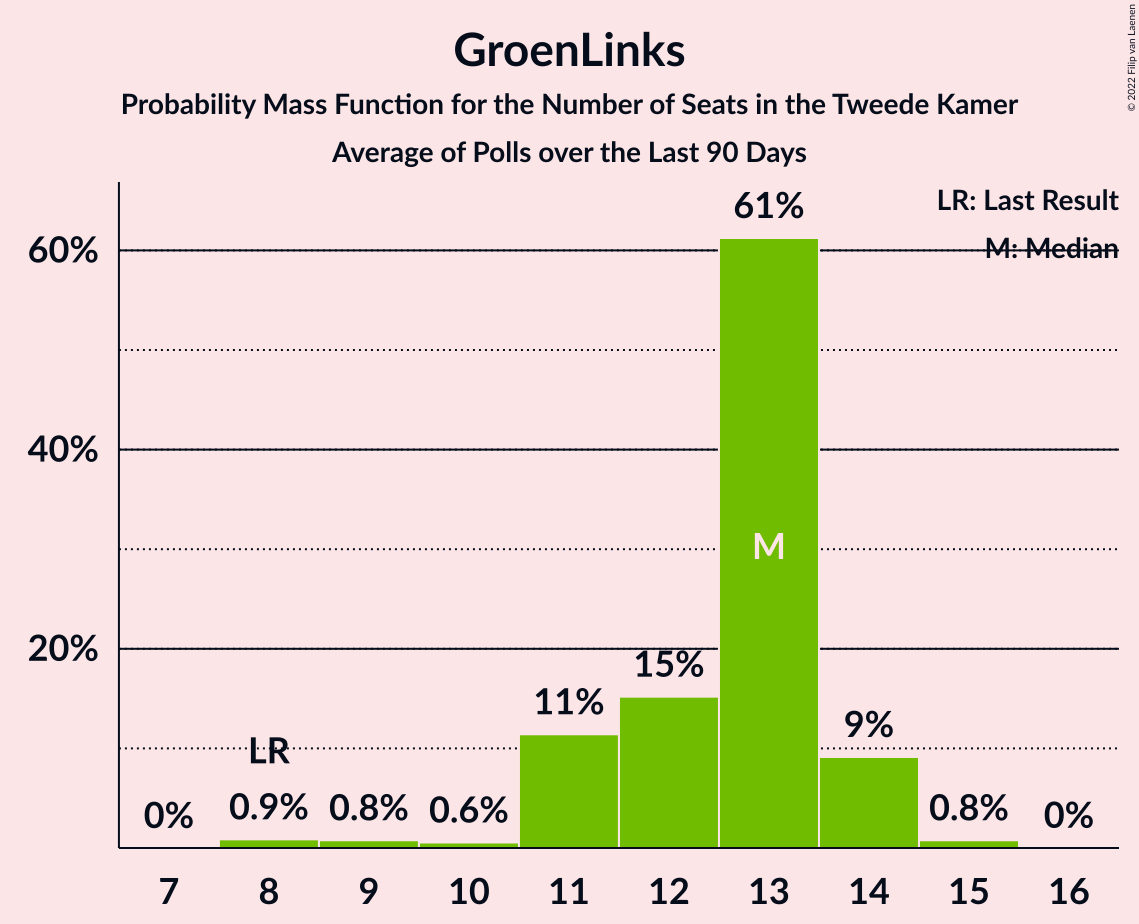 GroenLinks
Probability Mass Function for the Number of Seats in the Tweede Kamer
Average of Polls over the Last 90 Days
© 2022 Filip van Laenen
LR: Last Result
M: Median
60%
40%
20%
0%
LR
0.9%
0.8%
0.6%
11%
15%
61%
M
9%
0.8%
0%
7 8 9 10 11 12 13 14 15 16